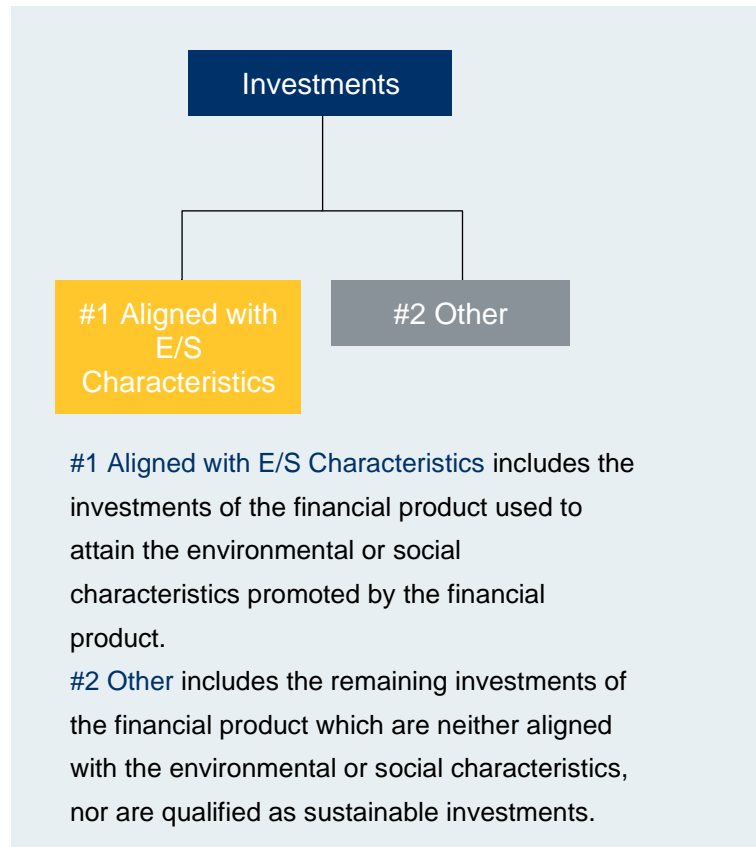 Investments
#1 Aligned with
E/S
Characteristics
#2 Other
#1 Aligned with E/S Characteristics includes the
investments of the financial product used to
attain the environmental or social
characteristics promoted by the financial
product.
#2 Other includes the remaining investments of
the financial product which are neither aligned
with the environmental or social characteristics,
nor are qualified as sustainable investments.